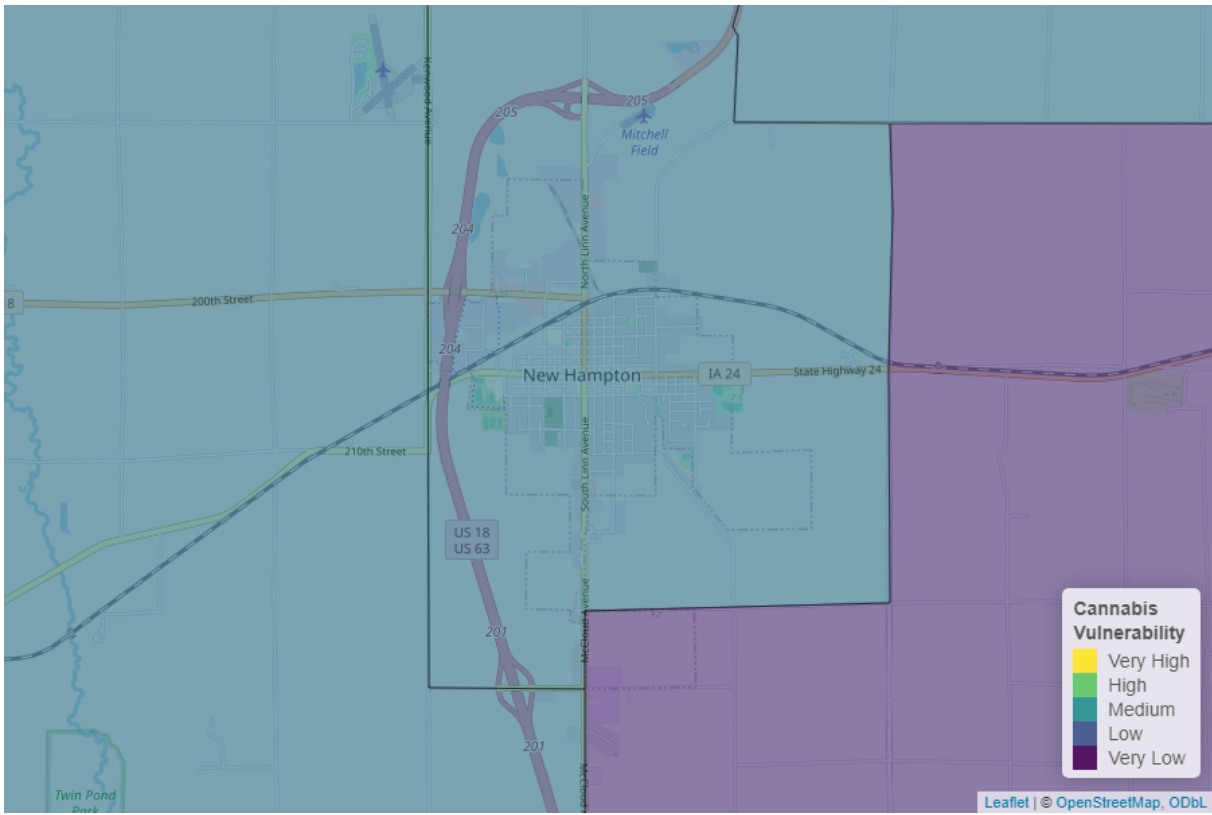 Kenwood Avenue
205
205
Mitchell
Field
204
North Linn Avenue
8
200th Street
204
New Hampton
IA 24
State Highway 24
210th Street
South Linn Avenue
US 18
US 63
McCloud Avenue
201
201
Twin Pond
Park
Cannabis
Vulnerability
Very High
High
Medium
Low
Very Low
Leaflet | © OpenStreetMap, ODbL